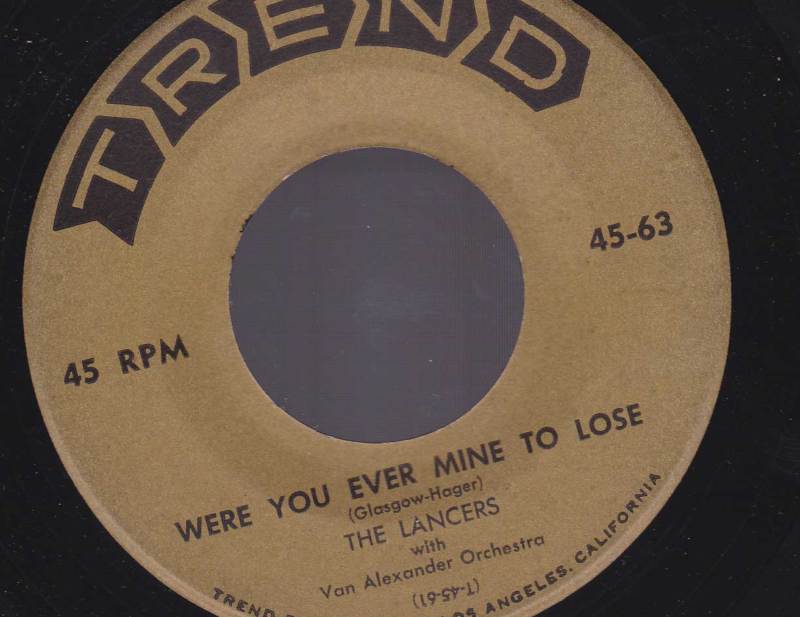 TREND
45-63
45 RPM
WERE YOU EVER MINE TO LOSE
(Glasgow-Hager)
THE LANCERS
with
Van Alexander Orchestra
(T-45-61)
TREND
LOS ANGELES, CALIFORNIA